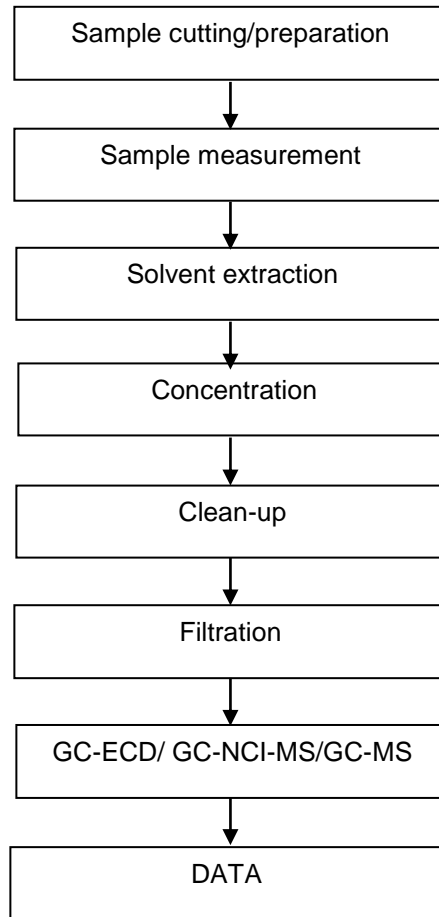 Sample cutting/preparation
Sample measurement
Solvent extraction
Concentration
Clean-up
Filtration
GC-ECD/ GC-NCI-MS/GC-MS
DATA